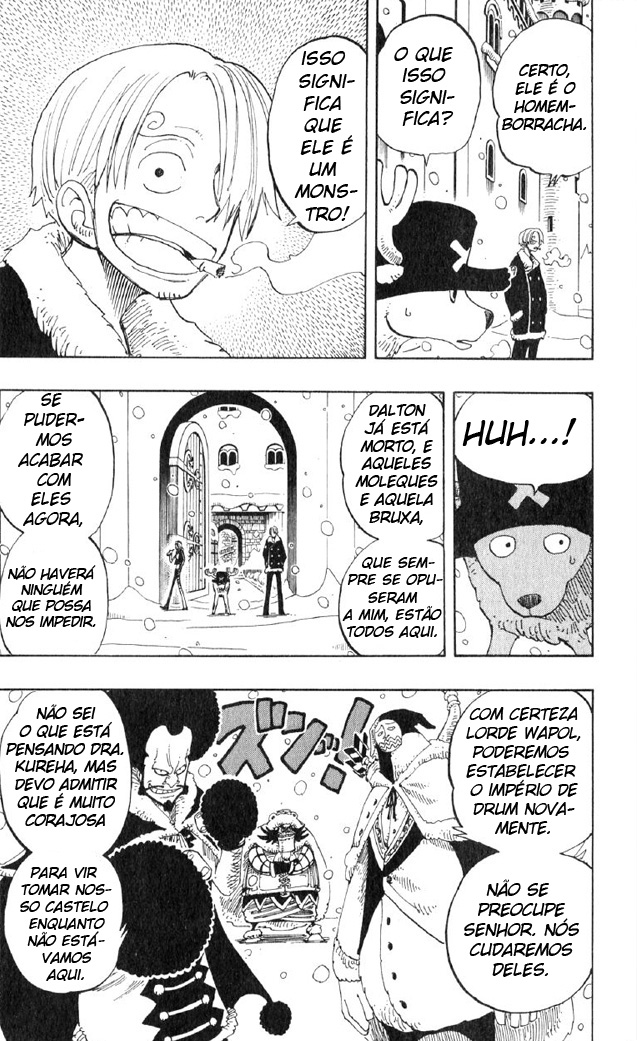 CERTO,
ELE É O
HOMEM-
BORRACHA.
O QUE
ISSO
SIGNI-
FICA?
ISSO
SIGNI-
FICA
QUE
ELE É
UM
MONS-
TRO!
HUH...!
DALTON
JÁ ESTÁ
MORTO, E
AQUELES
MOLEQUES
E AQUELA
BRUXA,
QUE SEM-
PRE SE OPU-
SERAM
A MIM, ESTÃO
TODOS AQUI.
SE
PUDER-
MOS
ACABAR
COM
ELES
AGORA,
NÃO HAVERÁ
NINGUÉM
QUE POSSA
NOS IMPEDIR.
COM CERTEZA
LORDE WAPOL,
PODEREMOS
ESTABELECER
O IMPÉRIO DE
DRUM NOVA-
MENTE.
NÃO SE
PREOCUPE
SENHOR. NÓS
CUDAREMOS
DELES.
ズン!
NÃO SEI
O QUE ESTÁ
PENSANDO DRA.
KUREHA, MAS
DEVO ADMITIR
QUE É MUITO
CORAJOSA
PARA VIR
TOMAR NOS-
SO CASTELO
ENQUANTO
NÃO ESTÁ-
VAMOS
AQUI.